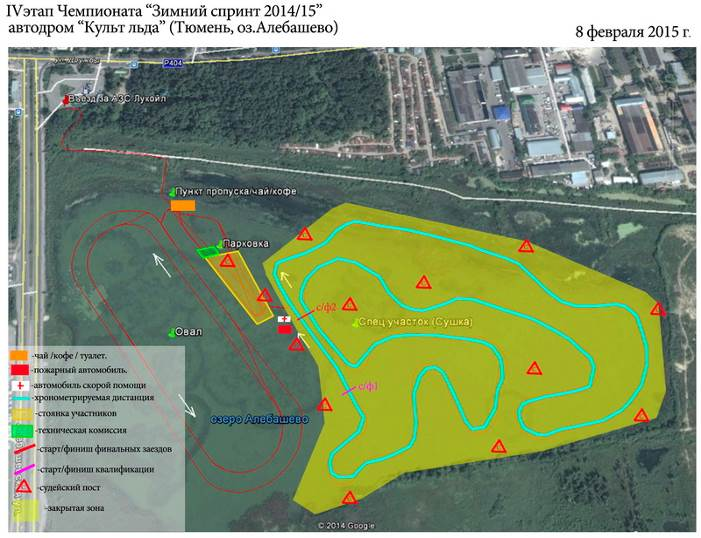 IVэтап Чемпионата “Зимний спринт 2014/15”
автодром “Культ льда” (Тюмень, оз.Алебашево)
8 февраля 2015 г.
ул. Дружбы
P404
Въезд за АЗС Лукойл
Пункт пропуска/чай/кофе
Парковка
с/ф2
Спец участок (Сушка)
Овал
с/ф1
озеро Алебашево
-чай /кофе / туалет.
-пожарный автомобиль.
-автомобиль скорой помощи
-хронометрируемая дистанция
-стоянка участников
-техническая комиссия
-старт/финиш финальных заездов
-старт/финиш квалификации
-судейский пост
-закрытая зона
© 2014 Google